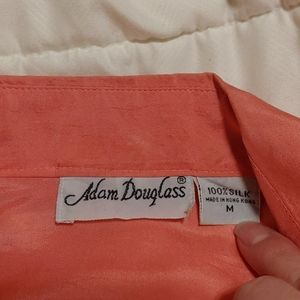 Adam Douglass®
100% SILK
MADE IN HONG KONG
M